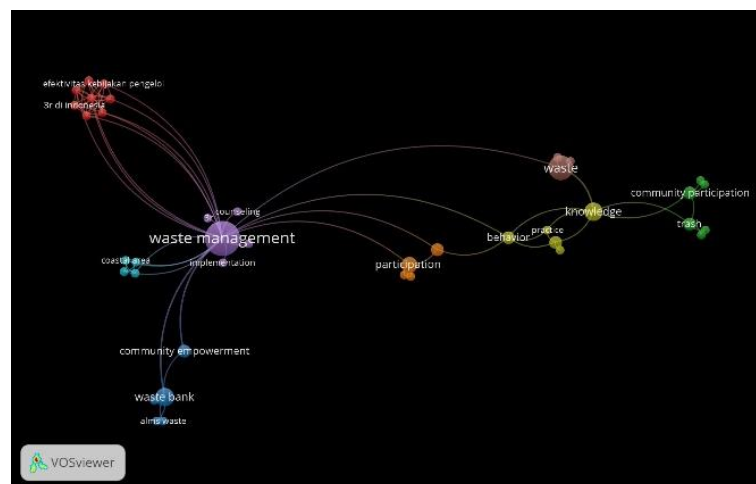 efektivitas kebijakan pengelol
3r di indonesia
waste
community participation
counseling
knowledge
trash
practice
waste management
behavior
coastal area
implementation
participation
community empowerment
waste bank
alms waste
VOSviewer